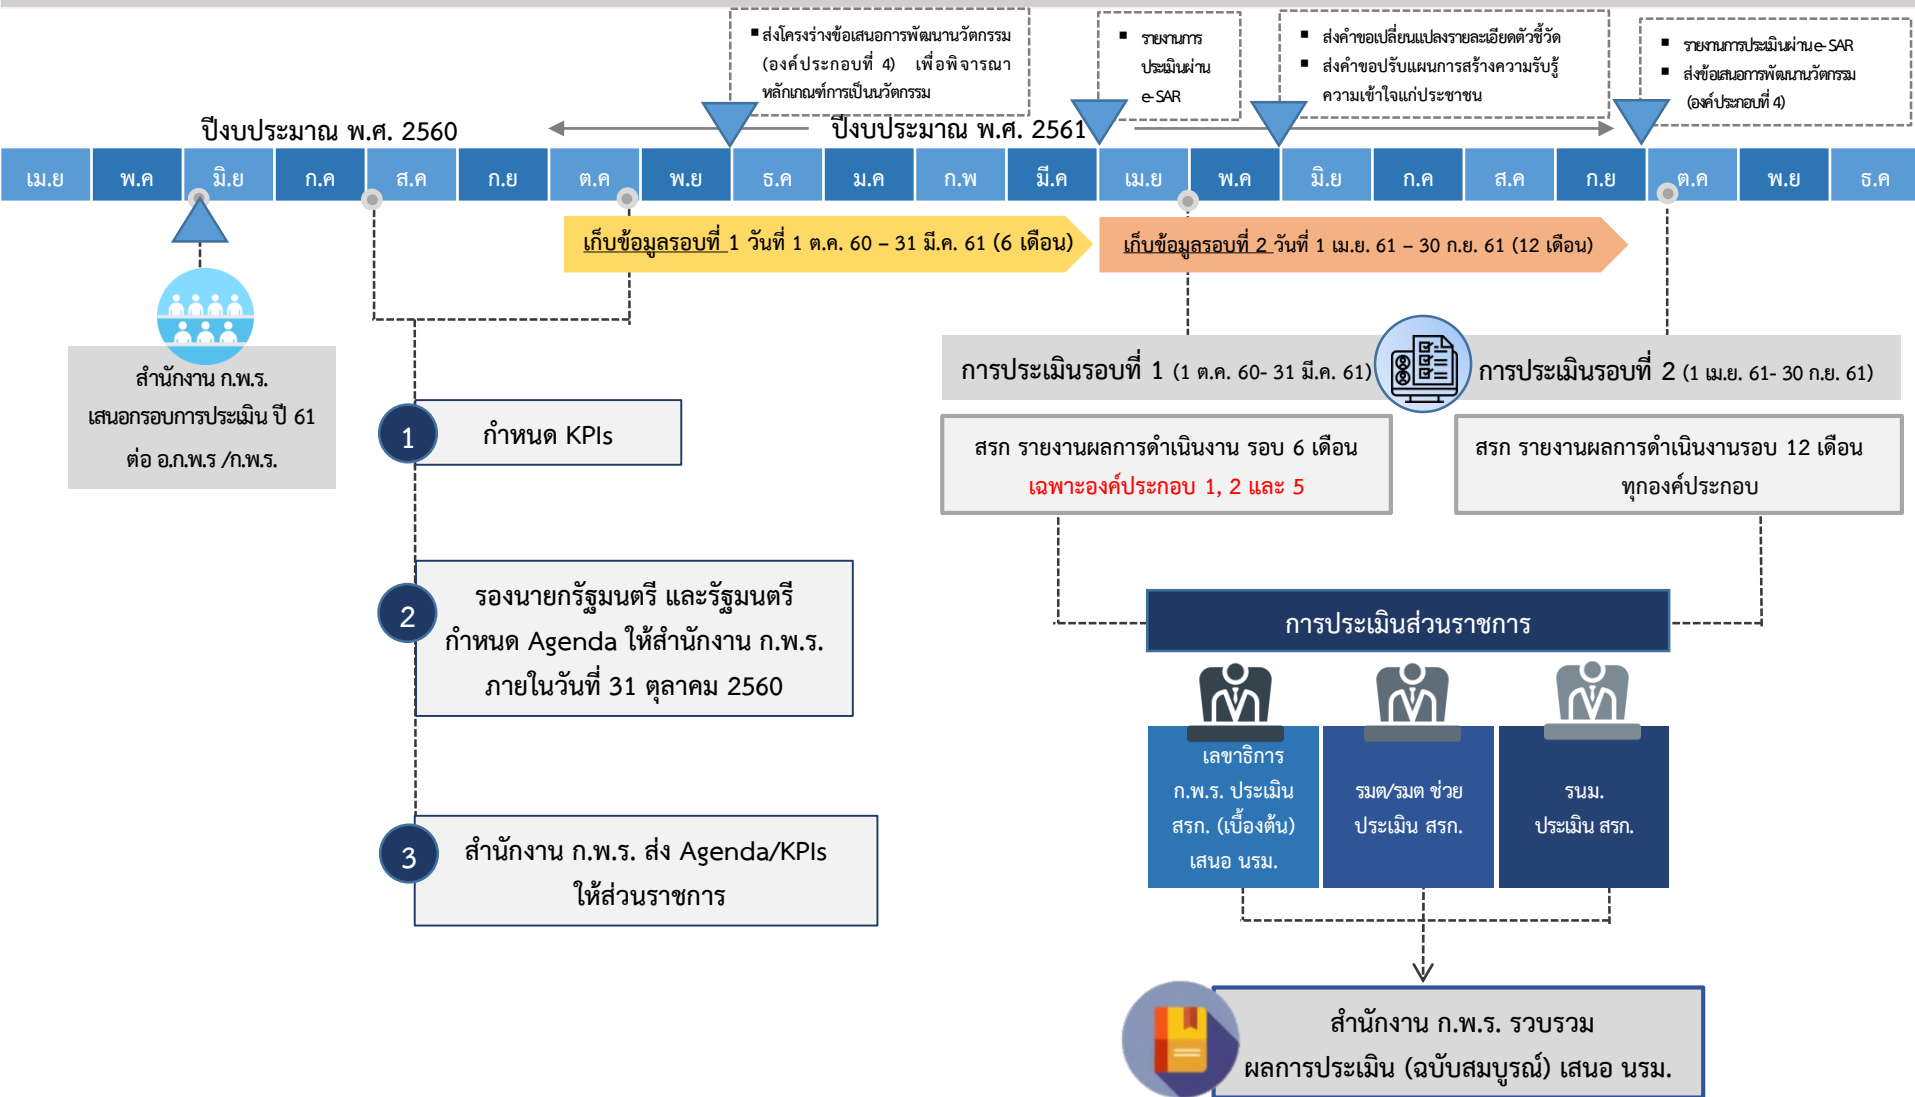 ▪ ส่งโครงร่างข้อเสนอการพัฒนานวัตกรรม
(องค์ประกอบที่ 4) เพื่อพิจารณา
หลักเกณฑ์การเป็นนวัตกรรม
▪ รายงานการ
ประเมินผ่าน
e-SAR
▪ ส่งคำขอเปลี่ยนแปลงรายละเอียดตัวชี้วัด
▪ ส่งคำขอปรับแผนการสร้างความรับรู้
ความเข้าใจแก่ประชาชน
▪ รายงานการประเมินผ่าน e-SAR
▪ ส่งข้อเสนอการพัฒนานวัตกรรม
(องค์ประกอบที่ 4)
ปีงบประมาณ พ.ศ. 2560
ปีงบประมาณ พ.ศ. 2561
เม.ย พ.ค มิ.ย ก.ค ส.ค ก.ย ต.ค พ.ย ธ.ค ม.ค ก.พ มี.ค เม.ย พ.ค มิ.ย ก.ค ส.ค ก.ย ต.ค พ.ย ธ.ค
เก็บข้อมูลรอบที่ 1 วันที่ 1 ต.ค. 60 – 31 มี.ค. 61 (6 เดือน)
เก็บข้อมูลรอบที่ 2 วันที่ 1 เม.ย. 61 – 30 ก.ย. 61 (12 เดือน)
สำนักงาน ก.พ.ร.
เสนอกรอบการประเมิน ปี 61
ต่อ อ.ก.พ.ร /ก.พ.ร.
1 กำหนด KPIs
2
รองนายกรัฐมนตรี และรัฐมนตรี
กำหนด Agenda ให้สำนักงาน ก.พ.ร.
ภายในวันที่ 31 ตุลาคม 2560
3
สำนักงาน ก.พ.ร. ส่ง Agenda/KPIs
ให้ส่วนราชการ
การประเมินรอบที่ 1 (1 ต.ค. 60- 31 มี.ค. 61)
การประเมินรอบที่ 2 (1 เม.ย. 61- 30 ก.ย. 61)
สรก รายงานผลการดำเนินงาน รอบ 6 เดือน
เฉพาะองค์ประกอบ 1, 2 และ 5
สรก รายงานผลการดำเนินงานรอบ 12 เดือน
ทุกองค์ประกอบ
การประเมินส่วนราชการ
เลขาธิการ
ก.พ.ร. ประเมิน
สรก. (เบื้องต้น)
เสนอ นรม.
รมต/รมต ช่วย
ประเมิน สรก.
รนม.
ประเมิน สรก.
สำนักงาน ก.พ.ร. รวบรวม
ผลการประเมิน (ฉบับสมบูรณ์) เสนอ นรม.